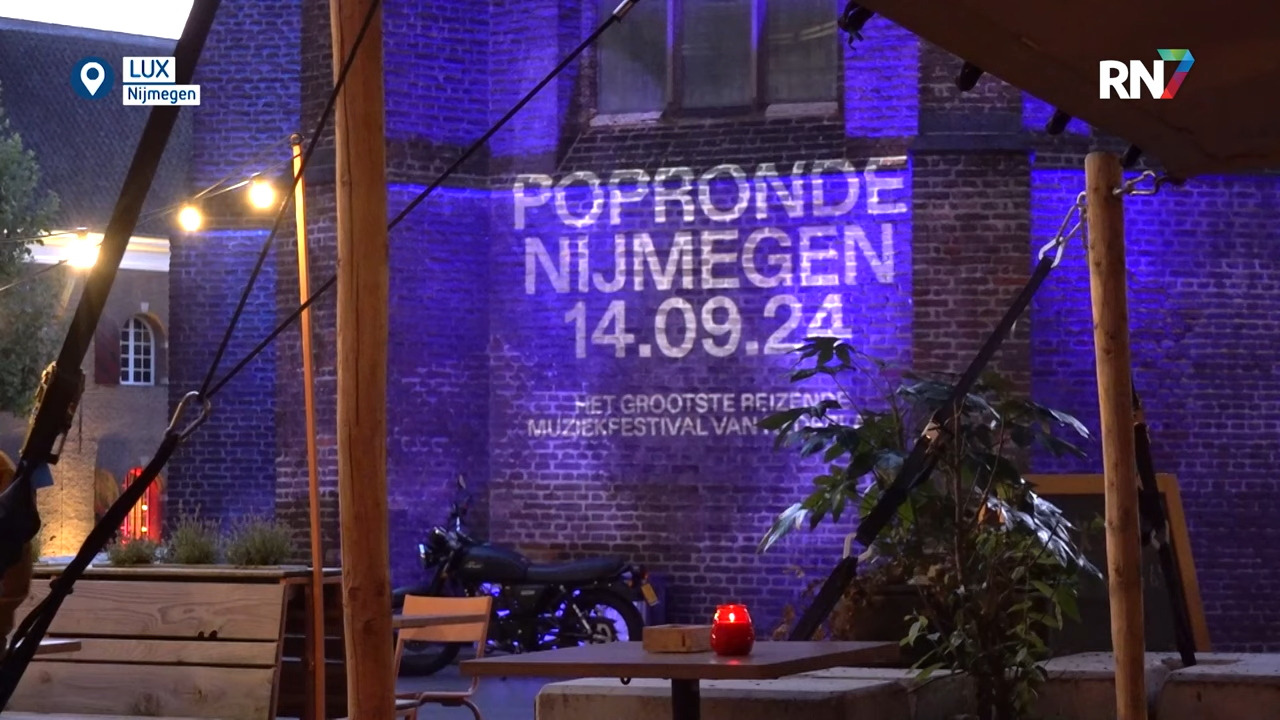 LUX
Nijmegen
RN7
POPRONDE
NIJMEGEN
14.09.24
HET GROOTSTE REIZENDE
MUZIEKFESTIVAL VAN